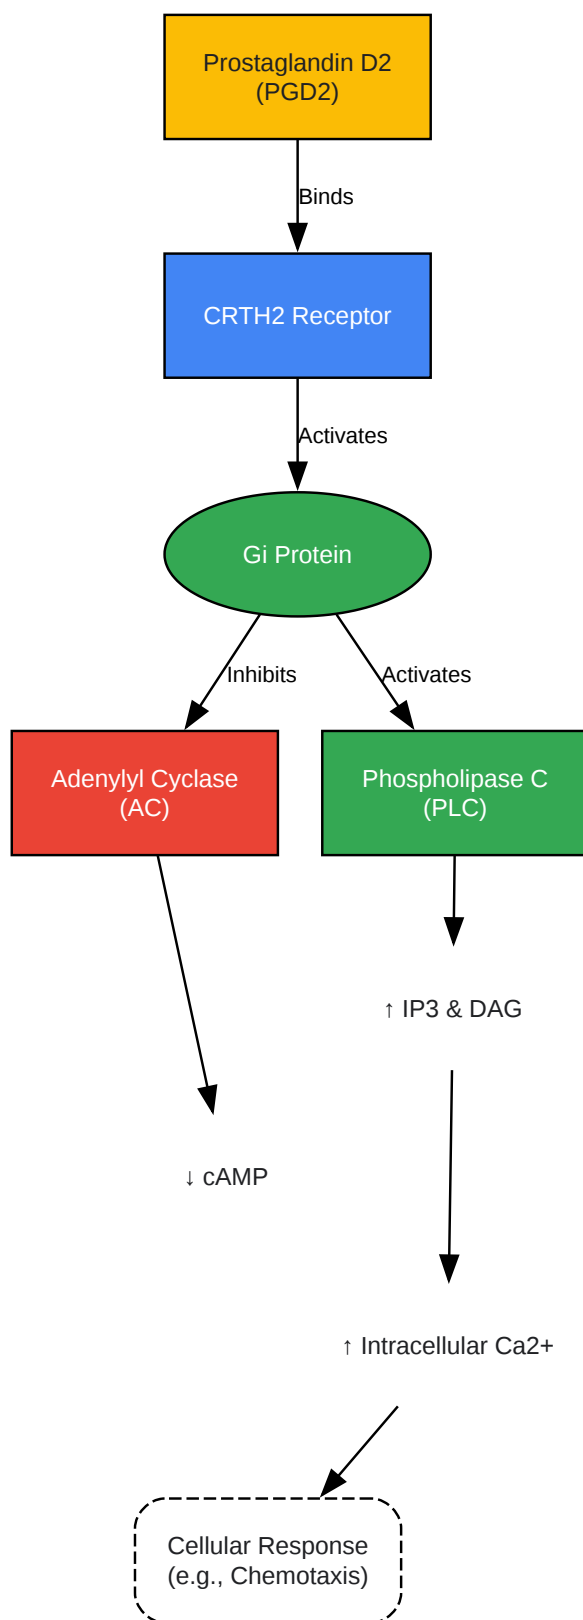 Prostaglandin D2
(PGD2)
Binds
CRTH2 Receptor
Activates
Gi Protein
Inhibits
Activates
Adenylyl Cyclase
(AC)
Phospholipase C
(PLC)
↑ IP3 & DAG
↓ cAMP
↑ Intracellular Ca2+
Cellular Response
(e.g., Chemotaxis)